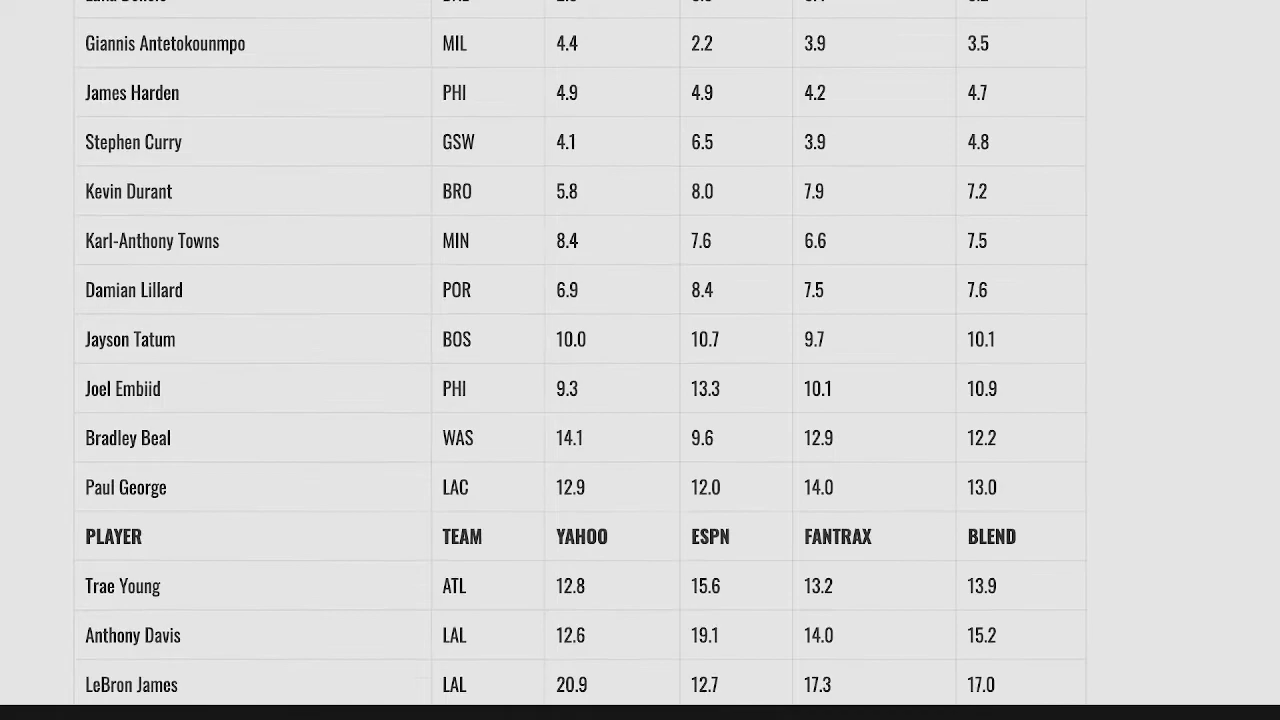 Giannis Antetokounmpo MIL 4.4 2.2 3.9 3.5
James Harden PHI 4.9 4.9 4.2 4.7
Stephen Curry GSW 4.1 6.5 3.9 4.8
Kevin Durant BRO 5.8 8.0 7.9 7.2
Karl-Anthony Towns MIN 8.4 7.6 6.6 7.5
Damian Lillard POR 6.9 8.4 7.5 7.6
Jayson Tatum BOS 10.0 10.7 9.7 10.1
Joel Embiid PHI 9.3 13.3 10.1 10.9
Bradley Beal WAS 14.1 9.6 12.9 12.2
Paul George LAC 12.9 12.0 14.0 13.0
PLAYER TEAM YAHOO ESPN FANTRAX BLEND
Trae Young ATL 12.8 15.6 13.2 13.9
Anthony Davis LAL 12.6 19.1 14.0 15.2
LeBron James LAL 20.9 12.7 17.3 17.0